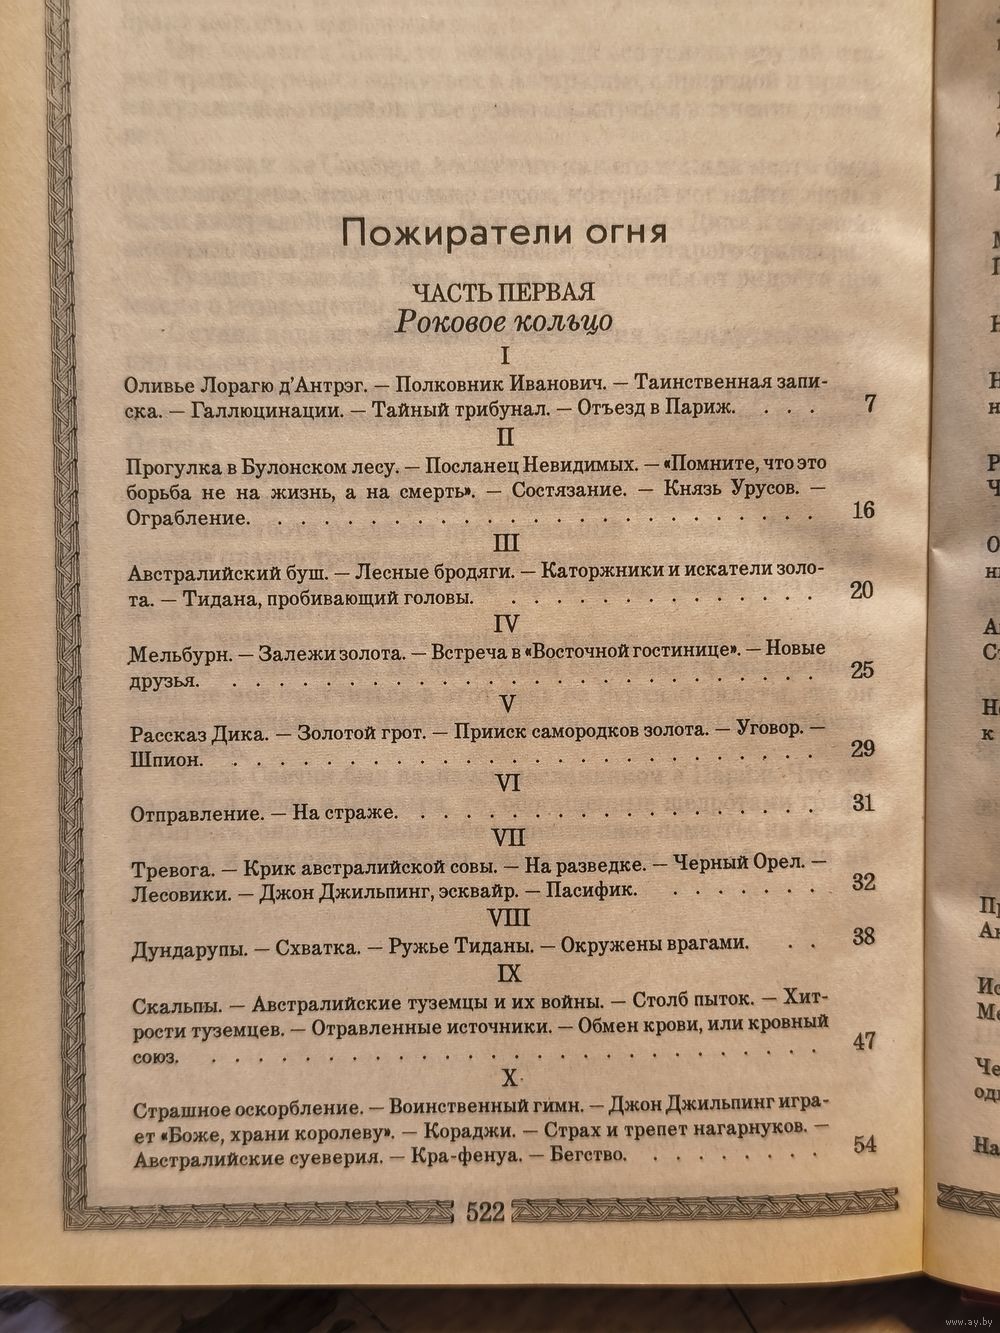 Пожиратели огня
ЧАСТЬ ПЕРВАЯ
Роковое кольцо
I
Оливье Лорагю д'Антрэг. — Полковник Иванович. — Таинственная запи-
ска. — Галлюцинации. — Тайный трибунал. — Отъезд в Париж. . . . 7
II
Прогулка в Булонском лесу. — Посланец Невидимых. — «Помните, что это
борьба не на жизнь, а на смерть». — Состязание. — Князь Урусов. —
Ограбление. . . . . . . . . . . . . . . . . . . 16
III
Австралийский буш. — Лесные бродяги. — Каторжники и искатели золо-
та. — Тидана, пробивающий головы. . . . . . . . . . . . 20
IV
Мельбурн. — Залежи золота. — Встреча в «Восточной гостинице». — Новые
друзья. . . . . . . . . . . . . . . . . . . . . 25
V
Рассказ Дика. — Золотой грот. — Прииск самородков золота. — Уговор. —
Шпион. . . . . . . . . . . . . . . . . . . . . 29
VI
Отправление. — На страже. . . . . . . . . . . . . . . 31
VII
Тревога. — Крик австралийской совы. — На разведке. — Черный Орел. —
Лесовики. — Джон Джильпинг, эсквайр. — Пасифик. . . . . . . 32
VIII
Дундарупы. — Схватка. — Ружье Тиданы. — Окружены врагами. . . 38
IX
Скальпы. — Австралийские туземцы и их войны. — Столб пыток. — Хит-
рости туземцев. — Отравленные источники. — Обмен крови, или кровный
союз. . . . . . . . . . . . . . . . . . . . . 47
X
Страшное оскорбление. — Воинственный гимн. — Джон Джильпинг игра-
ет «Боже, храни королеву». — Кораджи. — Страх и трепет нагарнуков. —
Австралийские суеверия. — Кра-фенуа. — Бегство. . . . . . . . 54
522
www.ay.by